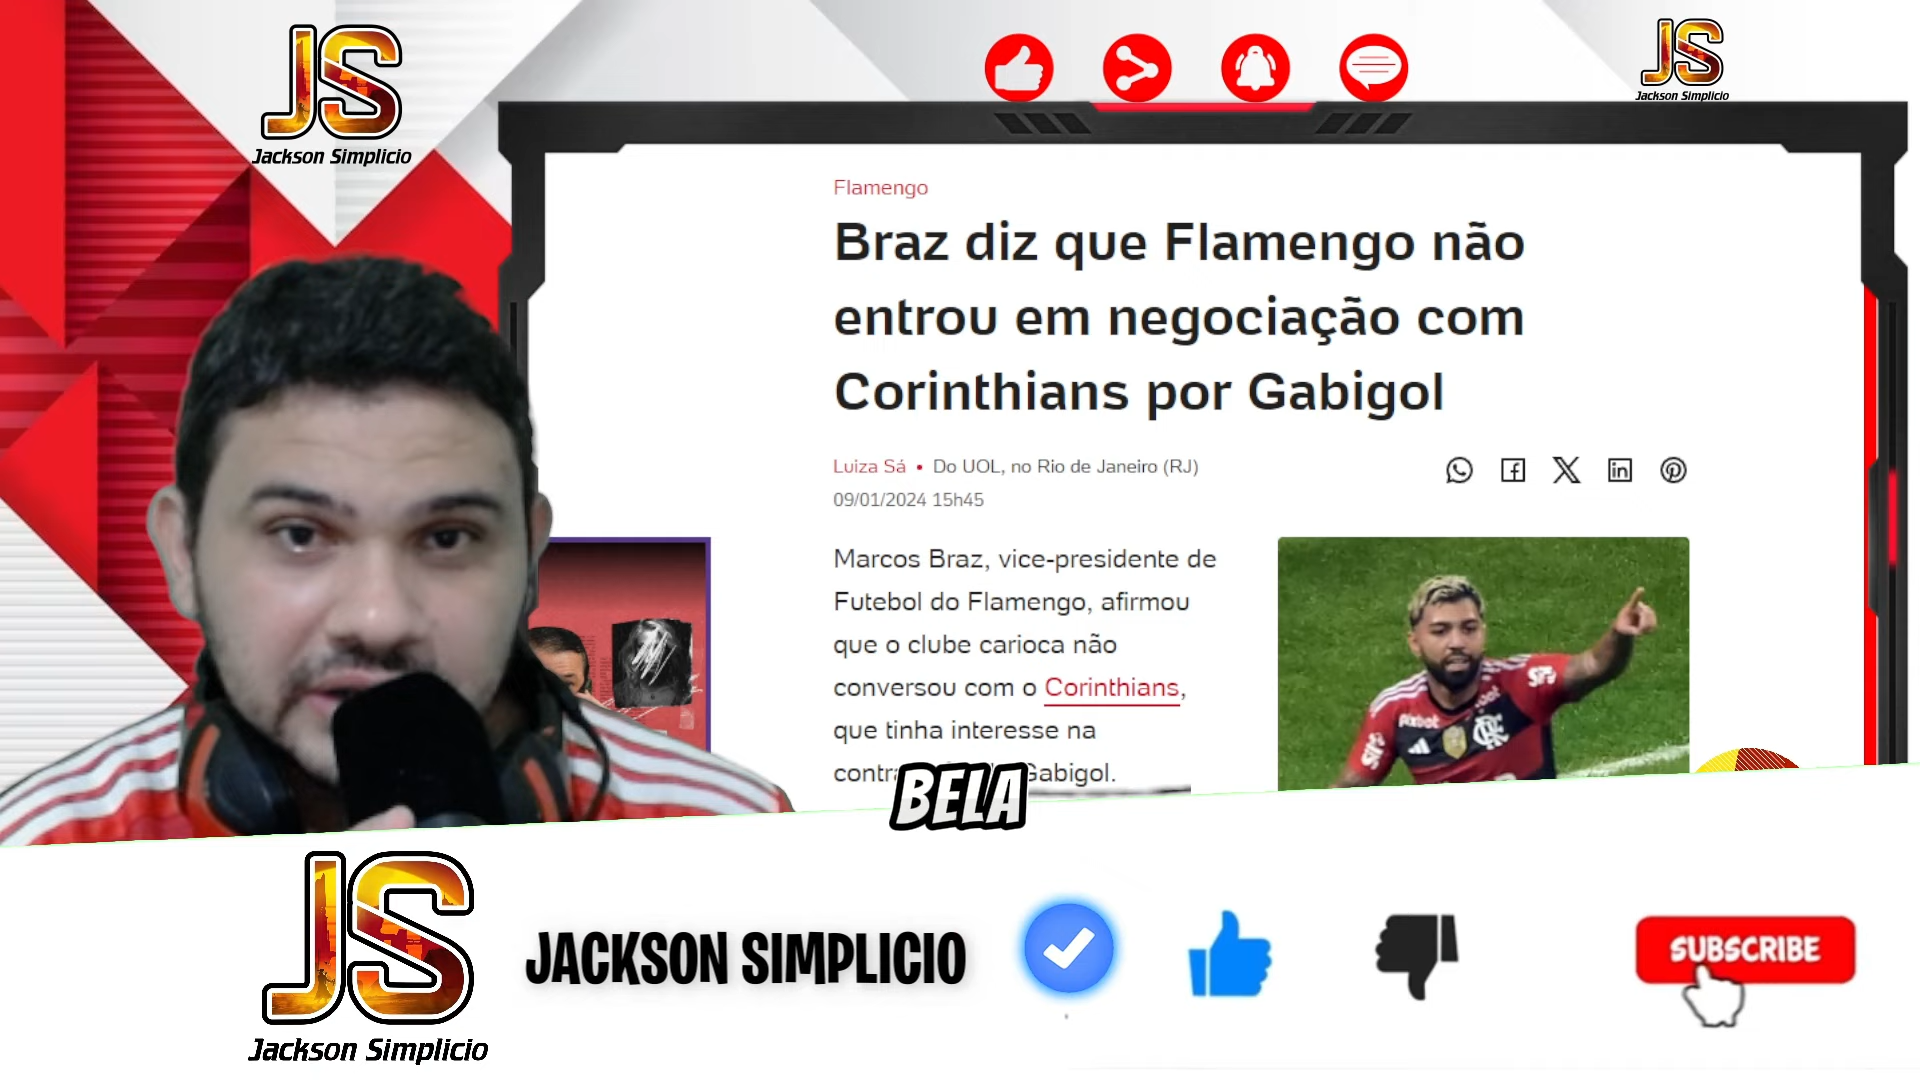 JS
Jackson Simplicio
JS
Jackson Simplicio
Flamengo
Braz diz que Flamengo não
entrou em negociação com
Corinthians por Gabigol
Luiza Sá • Do UOL, no Rio de Janeiro (RJ)
09/01/2024 15h45
Marcos Braz, vice-presidente de
Futebol do Flamengo, afirmou
que o clube carioca não
conversou com o Corinthians,
que tinha interesse na
Gabigol.
pixbet
BELA
JS
Jackson Simplicio
JACKSON SIMPLICIO
SUBSCRIBE